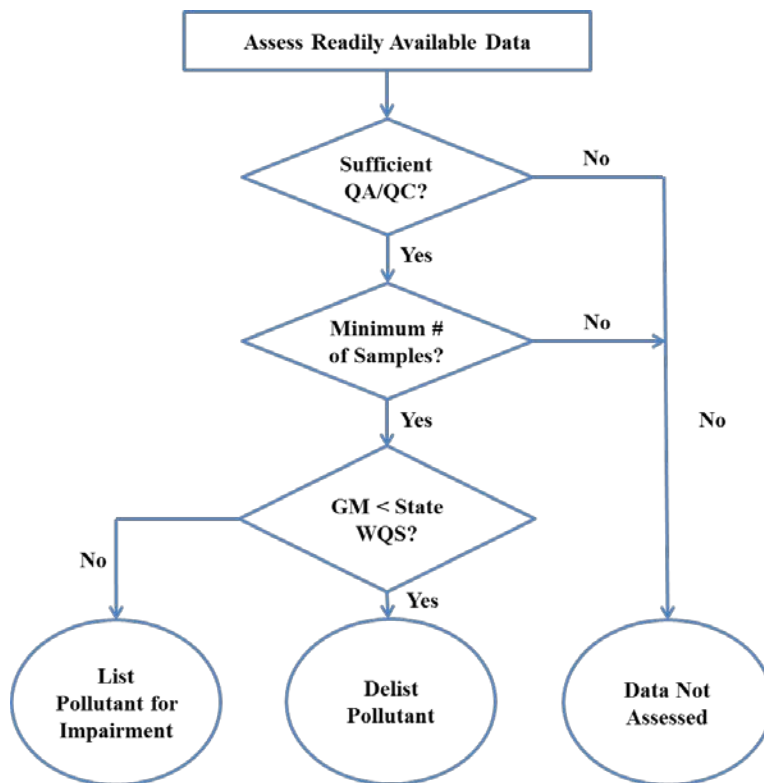 Assess Readily Available Data
Sufficient
QA/QC?
No
Yes
Minimum #
of Samples?
No
Yes
No
GM < State
WQS?
No
Yes
List
Pollutant for
Impairment
Delist
Pollutant
Data Not
Assessed